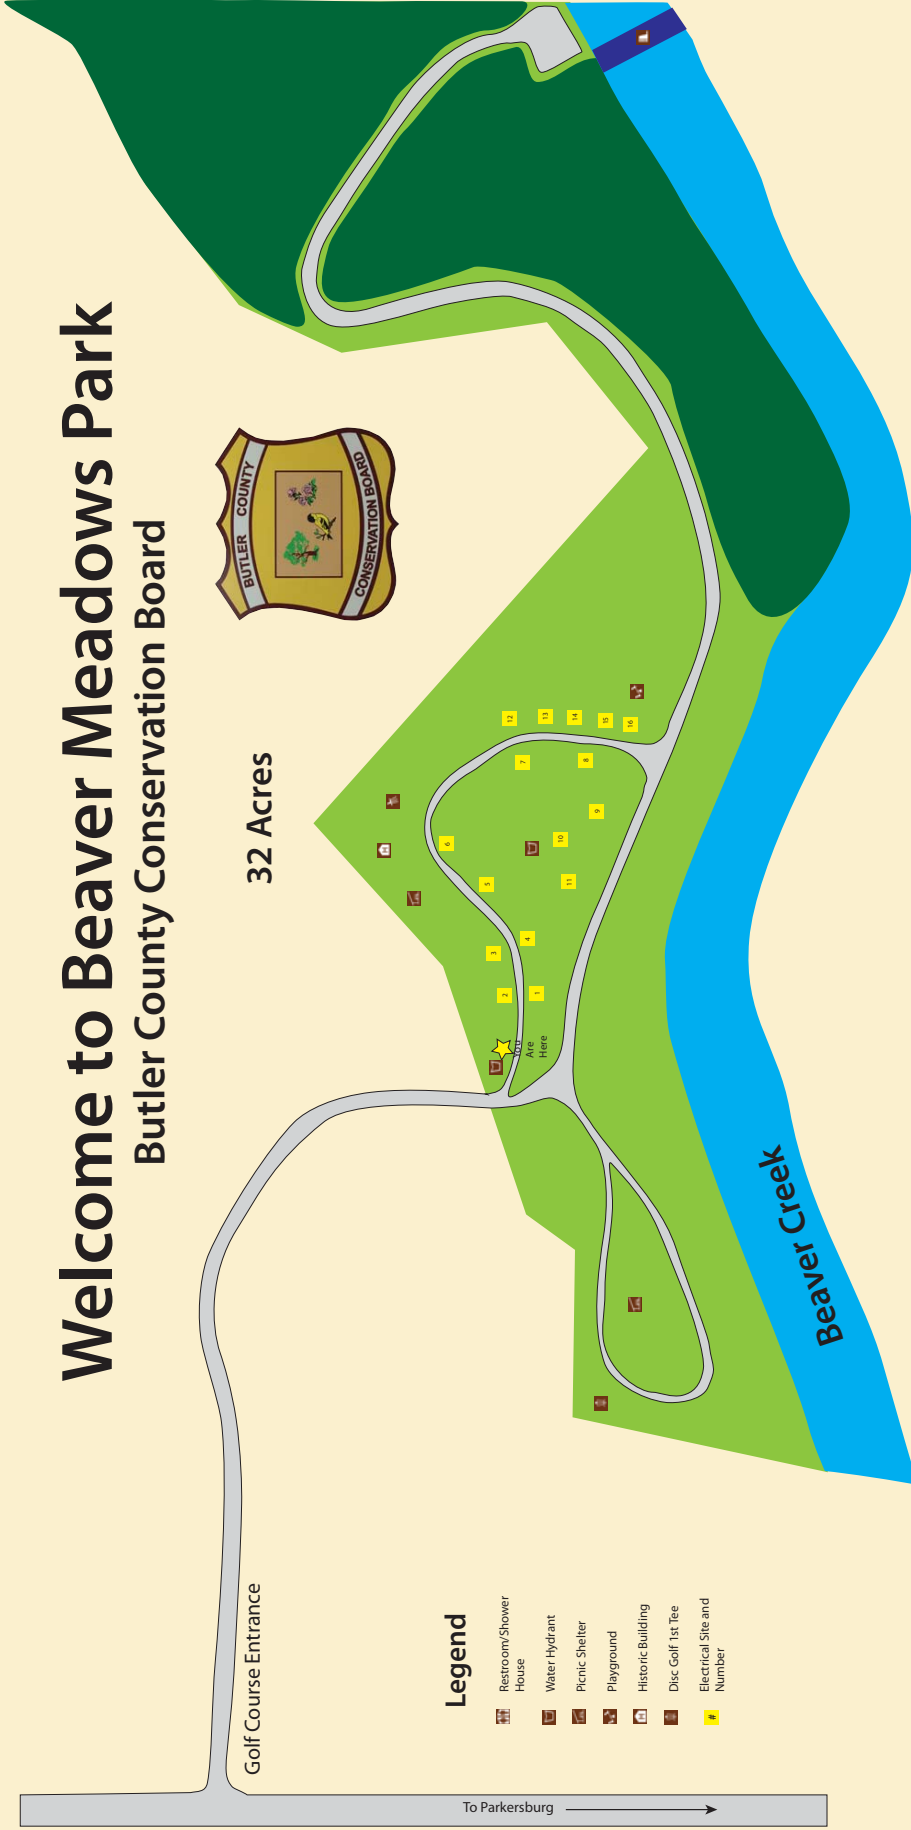 Welcome to Beaver Meadows Park
Butler County Conservation Board
32 Acres
BUTLER COUNTY
CONSERVATION BOARD
12
13
14
15
16
7
8
9
10
11
6
5
4
3
2
1
You
Are
Here
Beaver Creek
Golf Course Entrance
To Parkersburg
Legend
Restroom/Shower
House
Water Hydrant
Picnic Shelter
Playground
H
Historic Building
Disc Golf 1st Tee
#
Electrical Site and
Number
H